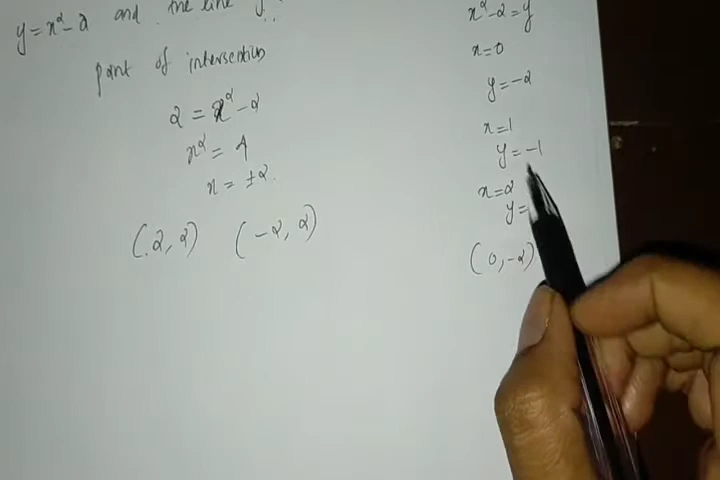 y = x² - 2 and the line y
point of intersection
2 = x² - 2
x² = 4
x = ±2
(2, 2) (-2, 2)
x² - 2 = y
x = 0
y = -2
x = 1
y = -1
x = 2
y =
(0, -2)